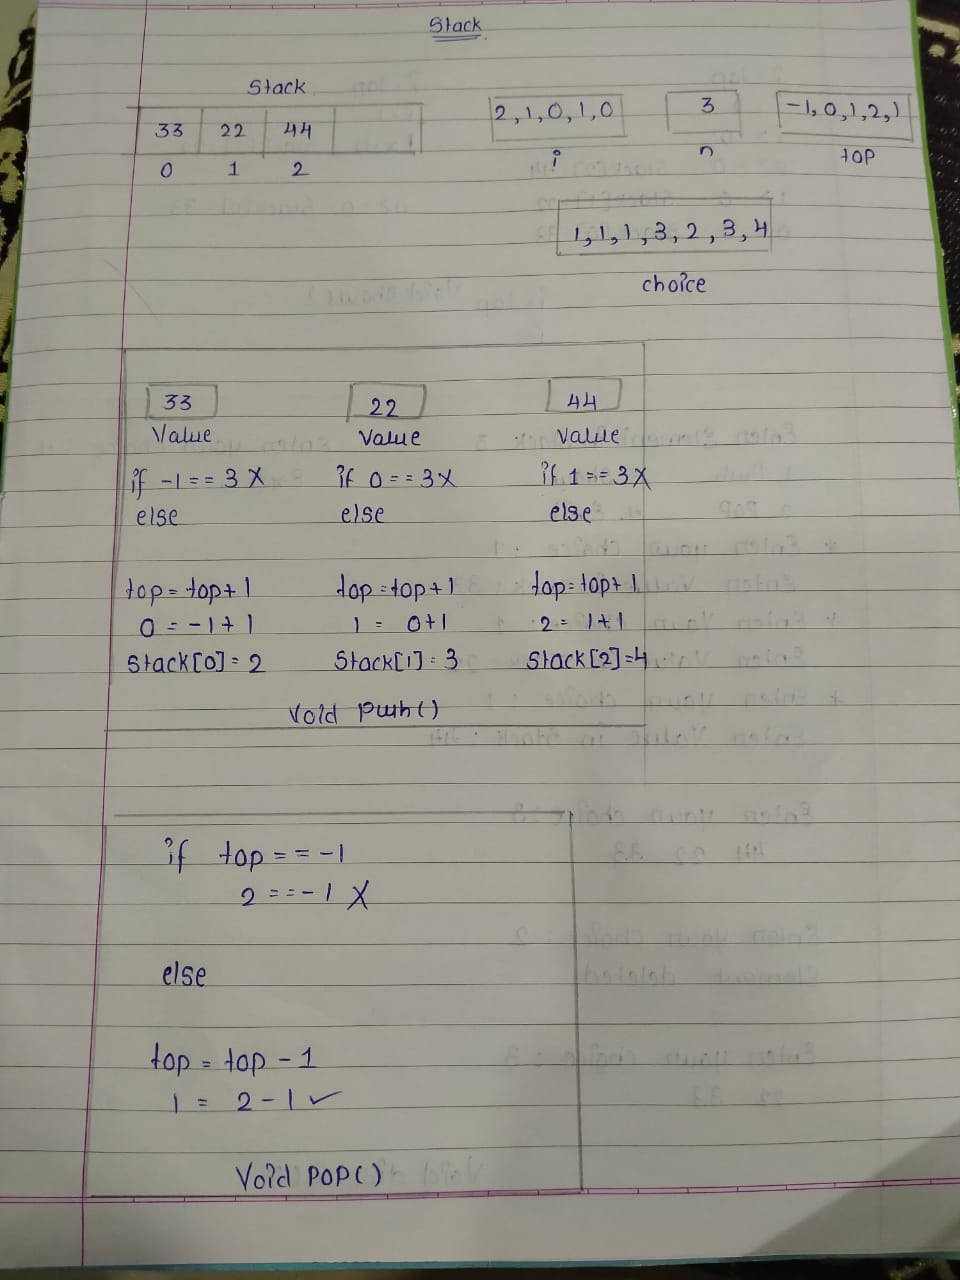 Stack
Stack
33 22 44
0 1 2
2,1,0,1,0
i
3
n
-1,0,1,2,1
top
1,1,1,3,2,3,4
choice
33 22 44
Value Value Value
if -1 == 3 X if 0 == 3 X if 1 == 3 X
else else else
top = top + 1 top = top + 1 top = top + 1
0 = -1 + 1 1 = 0+1 2 = 1+1
Stack[0] = 2 Stack[1] = 3 Stack[2] = 4
Void Push()
if top == -1
2 == -1 X
else
top = top - 1
1 = 2 - 1 ✓
Void POP()